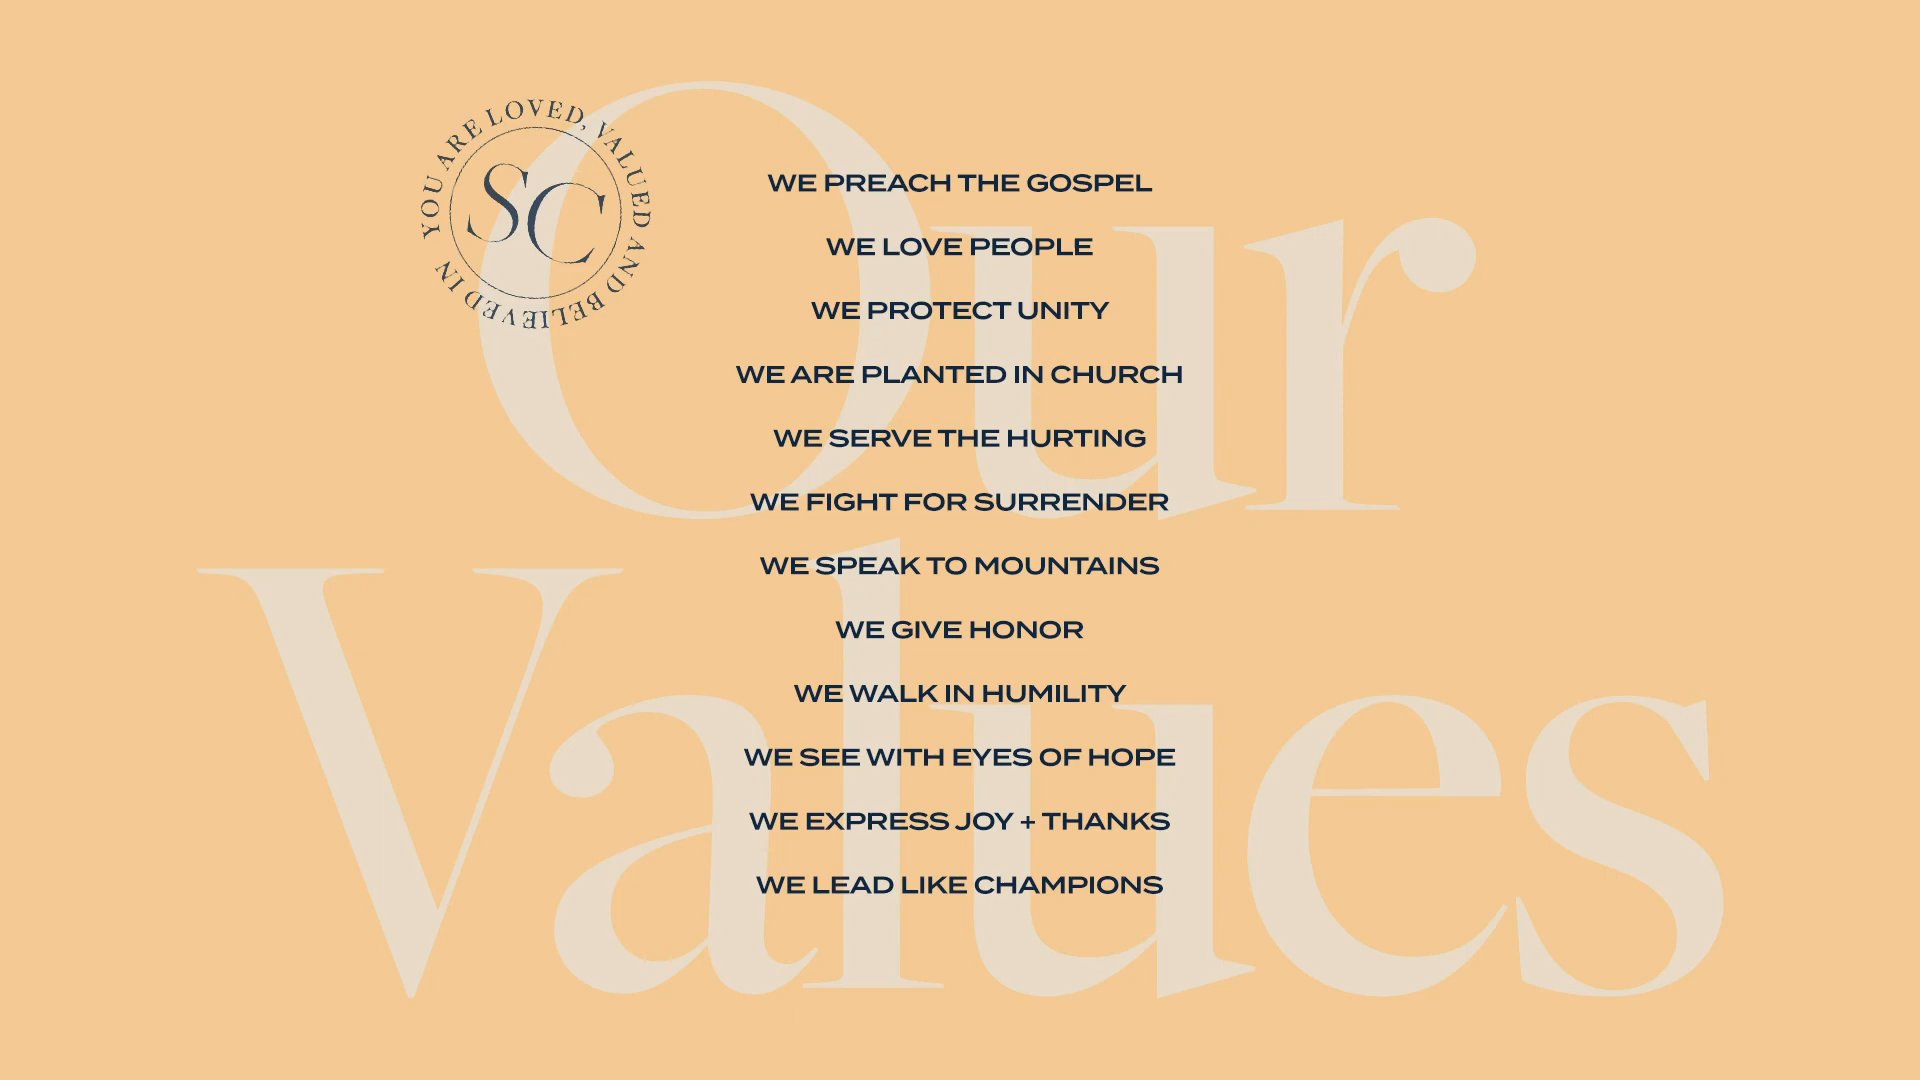 Our
Values
YOU ARE LOVED, VALUED AND BELIEVED IN
SC
WE PREACH THE GOSPEL
WE LOVE PEOPLE
WE PROTECT UNITY
WE ARE PLANTED IN CHURCH
WE SERVE THE HURTING
WE FIGHT FOR SURRENDER
WE SPEAK TO MOUNTAINS
WE GIVE HONOR
WE WALK IN HUMILITY
WE SEE WITH EYES OF HOPE
WE EXPRESS JOY + THANKS
WE LEAD LIKE CHAMPIONS